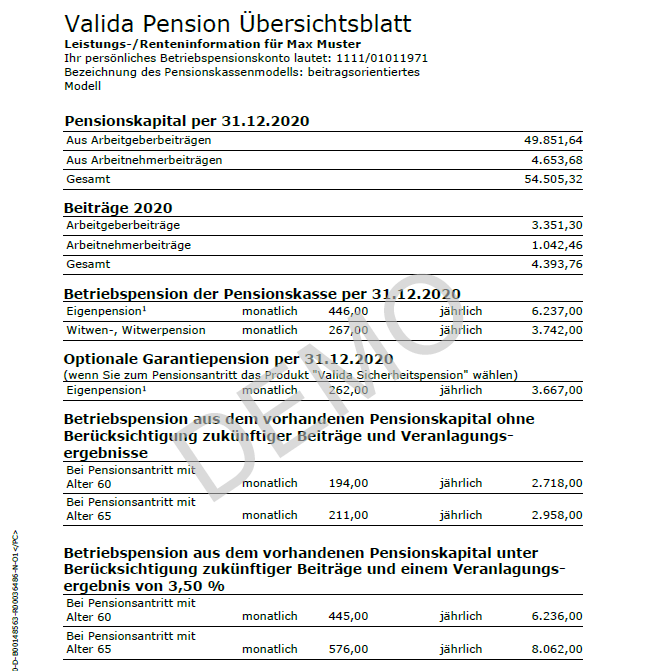 Valida Pension Übersichtsblatt
Leistungs-/Renteninformation für Max Muster
Ihr persönliches Betriebspensionskonto lautet: 1111/01011971
Bezeichnung des Pensionskassenmodells: beitragsorientiertes
Modell
Pensionskapital per 31.12.2020
Aus Arbeitgeberbeiträgen 49.851,64
Aus Arbeitnehmerbeiträgen 4.653,68
Gesamt 54.505,32
Beiträge 2020
Arbeitgeberbeiträge 3.351,30
Arbeitnehmerbeiträge 1.042,46
Gesamt 4.393,76
Betriebspension der Pensionskasse per 31.12.2020
Eigenpension¹ monatlich 446,00 jährlich 6.237,00
Witwen-, Witwerpension monatlich 267,00 jährlich 3.742,00
Optionale Garantiepension per 31.12.2020
(wenn Sie zum Pensionsantritt das Produkt "Valida Sicherheitspension" wählen)
Eigenpension¹ monatlich 262,00 jährlich 3.667,00
Betriebspension aus dem vorhandenen Pensionskapital ohne
Berücksichtigung zukünftiger Beiträge und Veranlagungs-
ergebnisse
Bei Pensionsantritt mit
Alter 60 monatlich 194,00 jährlich 2.718,00
Bei Pensionsantritt mit
Alter 65 monatlich 211,00 jährlich 2.958,00
Betriebspension aus dem vorhandenen Pensionskapital unter
Berücksichtigung zukünftiger Beiträge und einem Veranlagungs-
ergebnis von 3,50 %
Bei Pensionsantritt mit
Alter 60 monatlich 445,00 jährlich 6.236,00
Bei Pensionsantritt mit
Alter 65 monatlich 576,00 jährlich 8.062,00
DEMO
0-D-B00148563-R00036486-N-O1</PC>